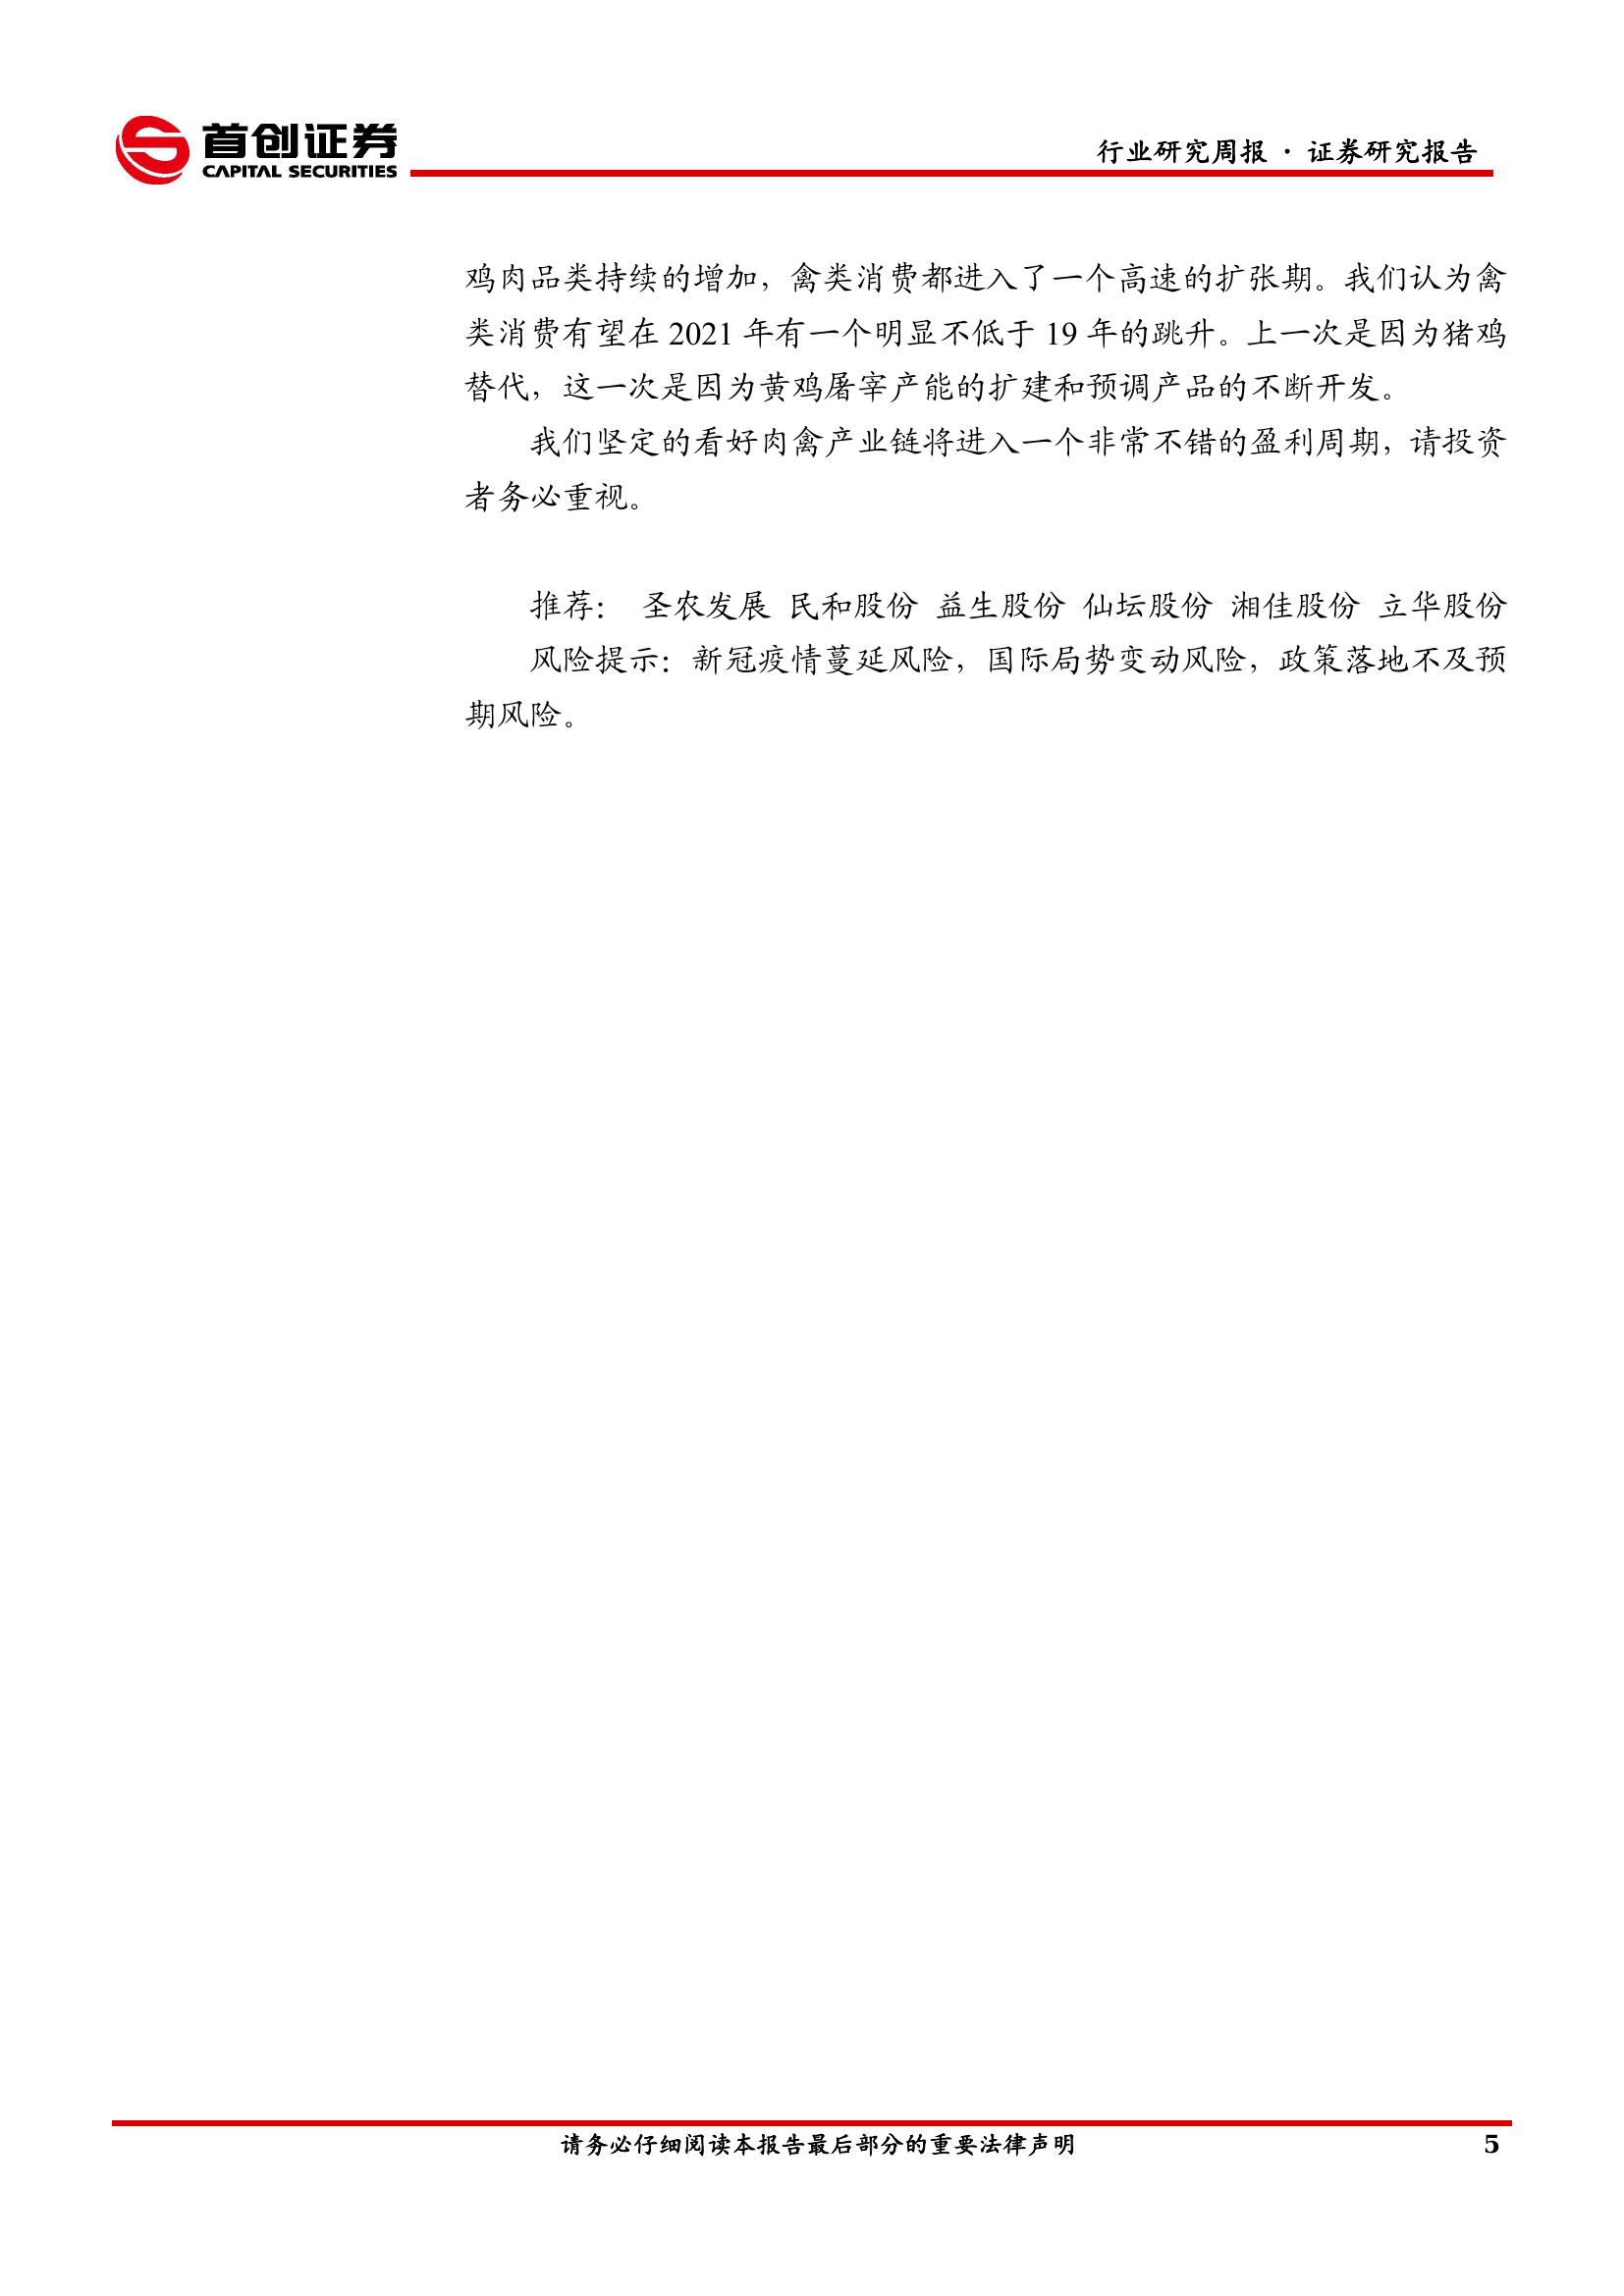 首创证券
CAPITAL SECURITIES
行业研究周报 · 证券研究报告
鸡肉品类持续的增加，禽类消费都进入了一个高速的扩张期。我们认为禽
类消费有望在 2021 年有一个明显不低于 19 年的跳升。上一次是因为猪鸡
替代，这一次是因为黄鸡屠宰产能的扩建和预调产品的不断开发。
我们坚定的看好肉禽产业链将进入一个非常不错的盈利周期，请投资
者务必重视。
推荐： 圣农发展 民和股份 益生股份 仙坛股份 湘佳股份 立华股份
风险提示：新冠疫情蔓延风险，国际局势变动风险，政策落地不及预
期风险。
请务必仔细阅读本报告最后部分的重要法律声明
5